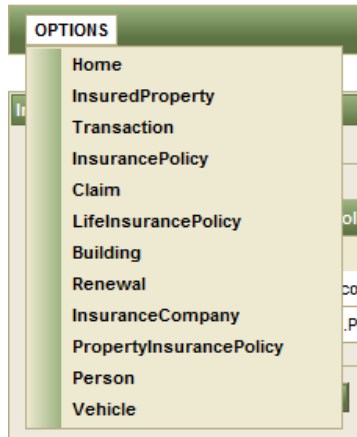 OPTIONS
Home
InsuredProperty
Transaction
InsurancePolicy
Claim
LifeInsurancePolicy
Building
Renewal
InsuranceCompany
PropertyInsurancePolicy
Person
Vehicle